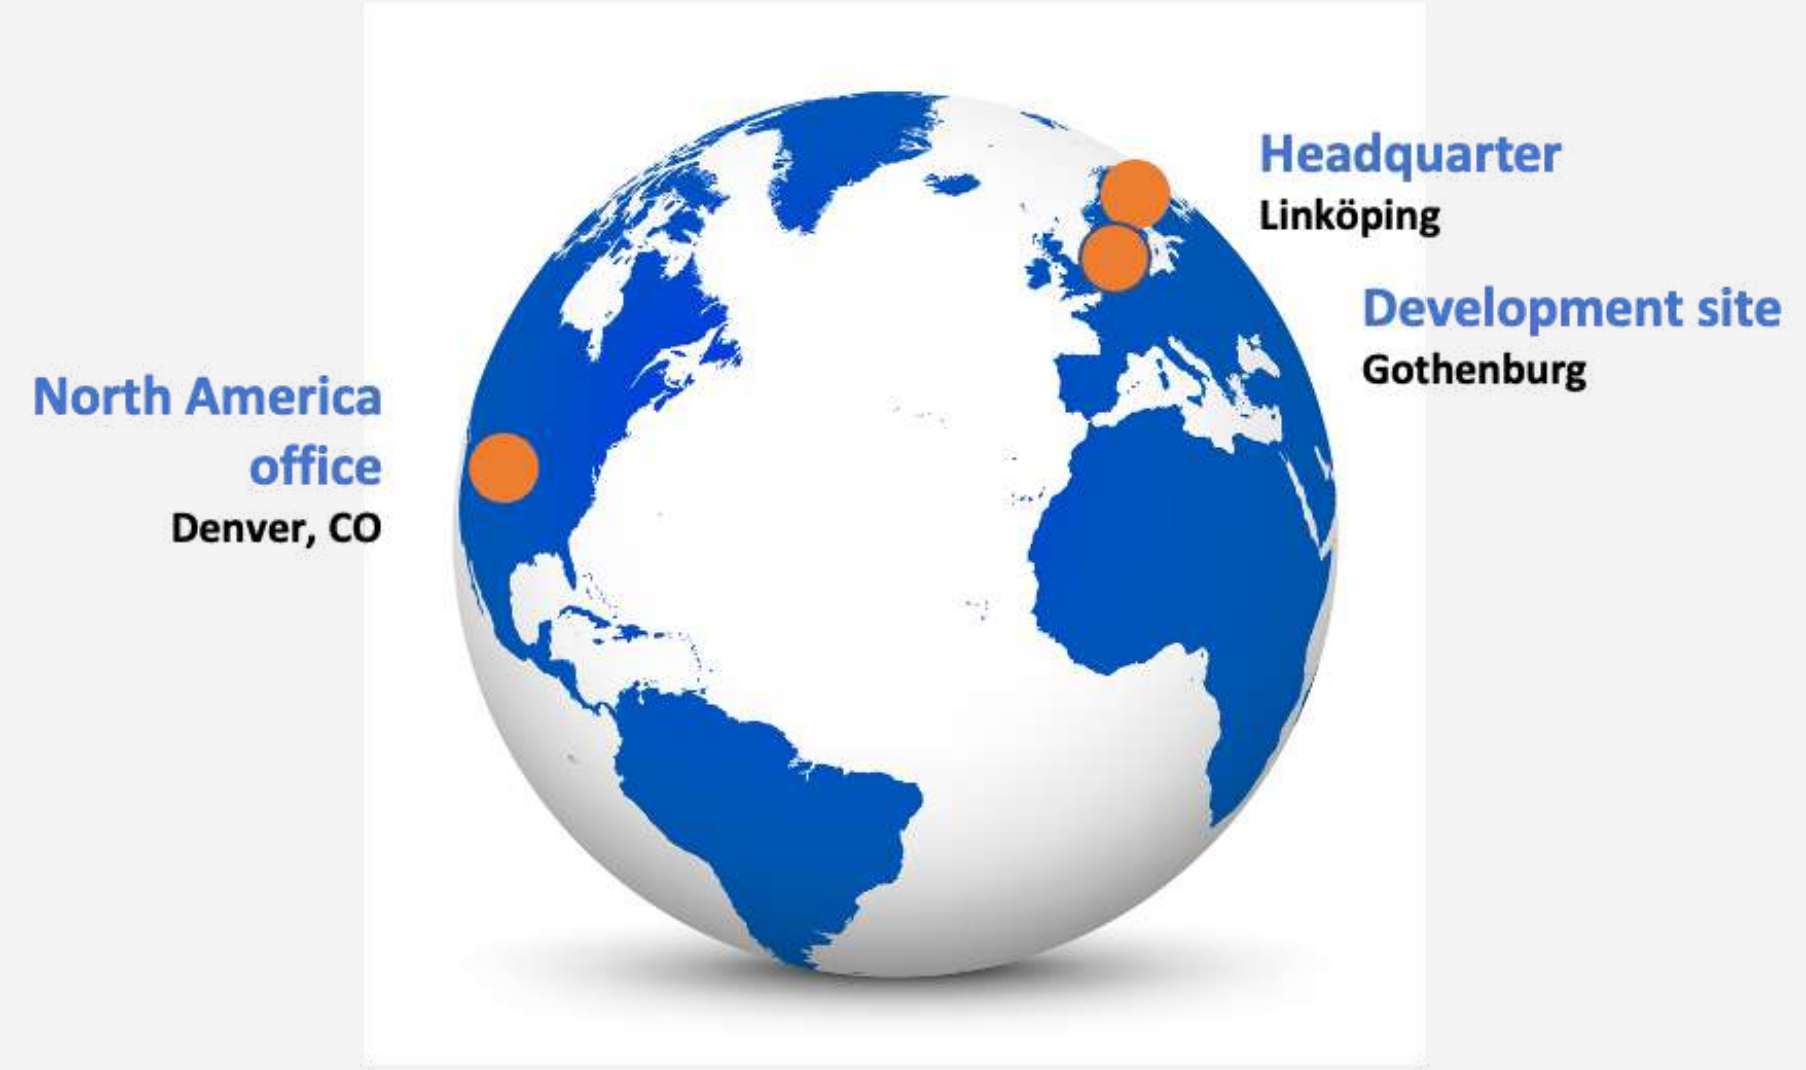 Headquarter
Linköping
Development site
Gothenburg
North America
office
Denver, CO